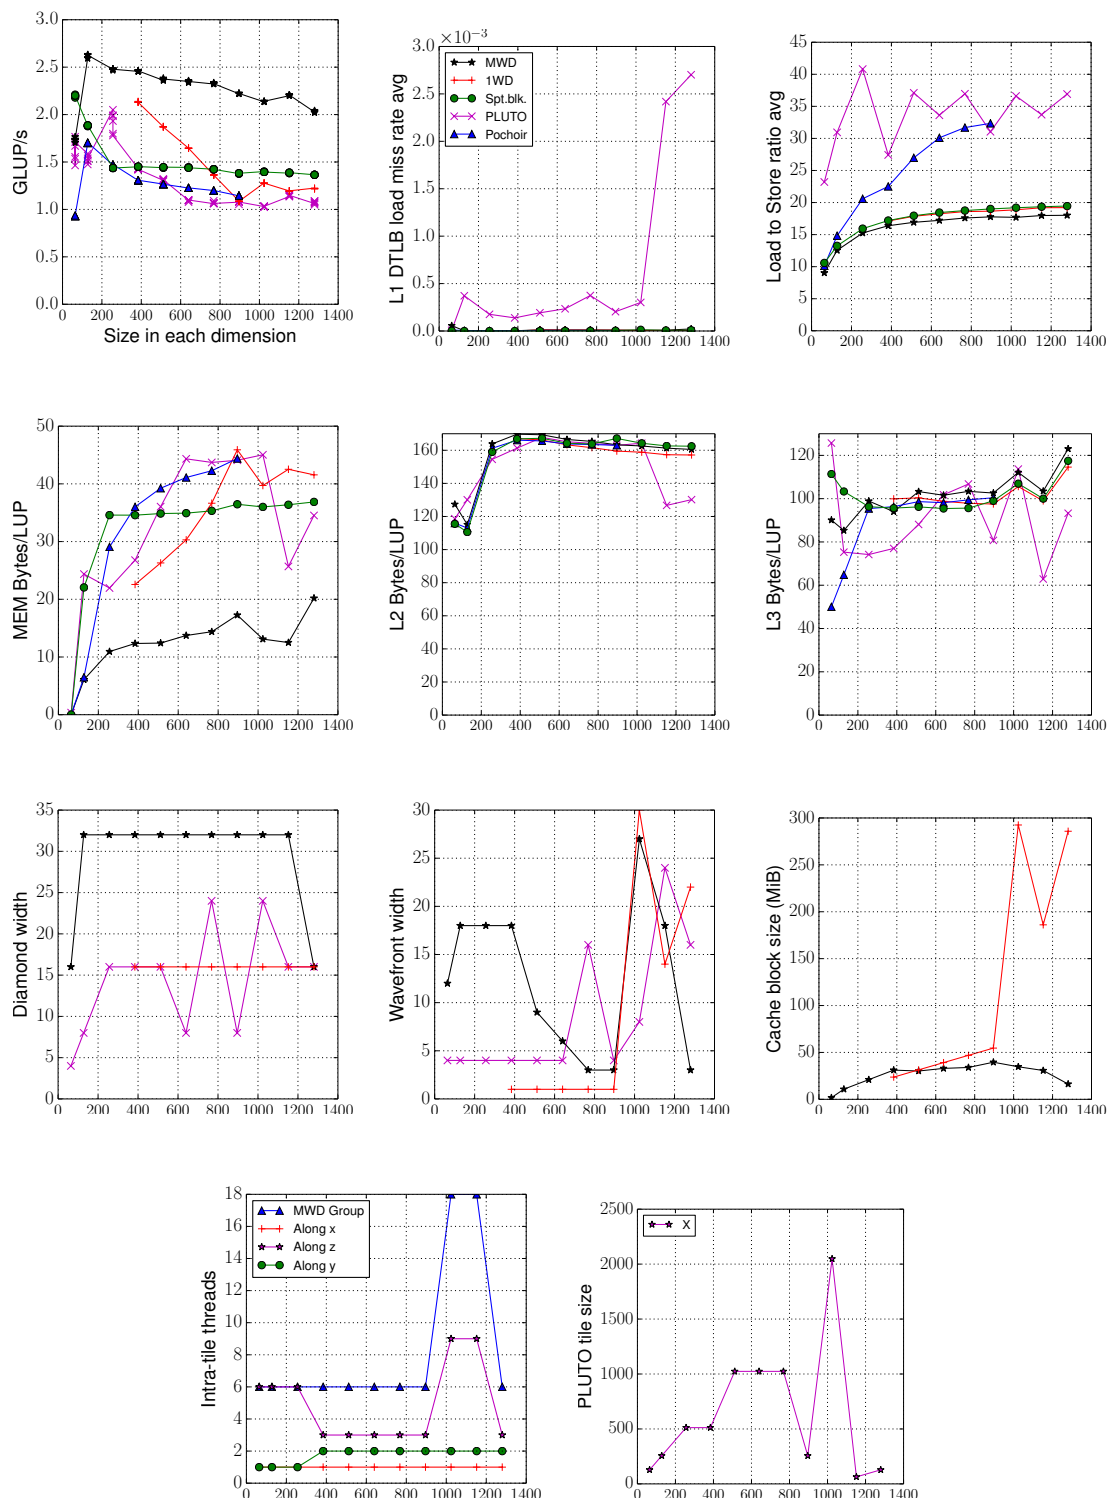 3.0
2.5
2.0
1.5
1.0
0.5
0.0
GLUP/s
0 200 400 600 800 1000 1200 1400
Size in each dimension
×10⁻³
3.0
2.5
2.0
1.5
1.0
0.5
0.0
L1 DTLB load miss rate avg
MWD
1WD
Spt.blk.
PLUTO
Pochoir
0 200 400 600 800 1000 1200 1400
45
40
35
30
25
20
15
10
5
0
Load to Store ratio avg
0 200 400 600 800 1000 1200 1400
50
40
30
20
10
0
MEM Bytes/LUP
0 200 400 600 800 1000 1200 1400
160
140
120
100
80
60
40
20
0
L2 Bytes/LUP
0 200 400 600 800 1000 1200 1400
120
100
80
60
40
20
0
L3 Bytes/LUP
0 200 400 600 800 1000 1200 1400
35
30
25
20
15
10
5
0
Diamond width
0 200 400 600 800 1000 1200 1400
30
25
20
15
10
5
0
Wavefront width
0 200 400 600 800 1000 1200 1400
300
250
200
150
100
50
0
Cache block size (MiB)
0 200 400 600 800 1000 1200 1400
18
16
14
12
10
8
6
4
2
0
Intra-tile threads
MWD Group
Along x
Along z
Along y
0 200 400 600 800 1000 1200 1400
2500
2000
1500
1000
500
0
PLUTO tile size
X
0 200 400 600 800 1000 1200 1400